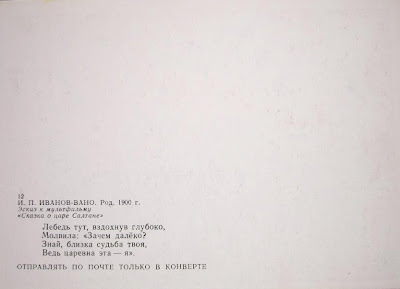 12
И. П. ИВАНОВ-ВАНО. Род. 1900 г.
Эскиз к мультфильму
«Сказка о царе Салтане»
Лебедь тут, вздохнув глубоко,
Молвила: «Зачем далёко?
Знай, близка судьба твоя,
Ведь царевна эта — я».
ОТПРАВЛЯТЬ ПО ПОЧТЕ ТОЛЬКО В КОНВЕРТЕ